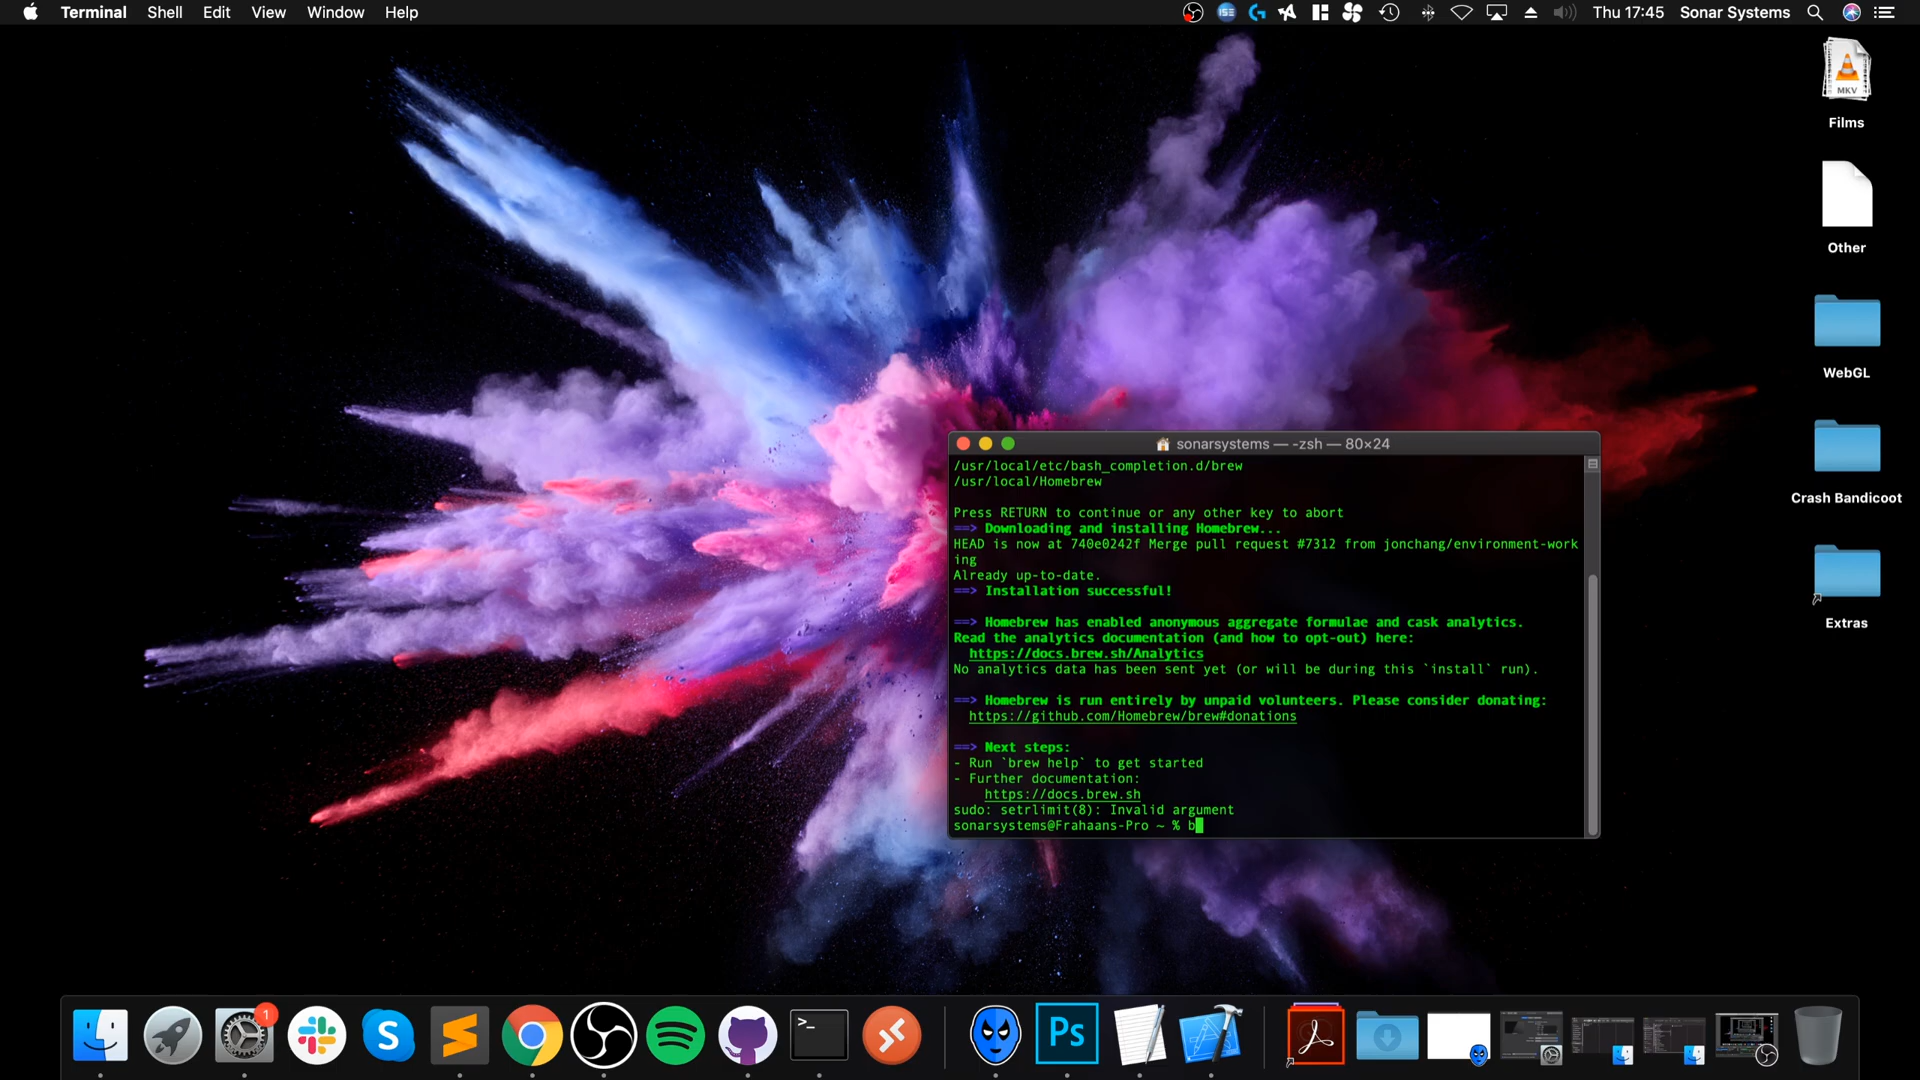 Terminal Shell Edit View Window Help
ISE Thu 17:45 Sonar Systems
MKV
Films
Other
WebGL
Crash Bandicoot
Extras
sonarsystems — -zsh — 80×24
/usr/local/etc/bash_completion.d/brew
/usr/local/Homebrew
Press RETURN to continue or any other key to abort
==> Downloading and installing Homebrew...
HEAD is now at 740e0242f Merge pull request #7312 from jonchang/environment-work
ing
Already up-to-date.
==> Installation successful!
==> Homebrew has enabled anonymous aggregate formulae and cask analytics.
Read the analytics documentation (and how to opt-out) here:
https://docs.brew.sh/Analytics
No analytics data has been sent yet (or will be during this `install` run).
==> Homebrew is run entirely by unpaid volunteers. Please consider donating:
https://github.com/Homebrew/brew#donations
==> Next steps:
- Run `brew help` to get started
- Further documentation:
https://docs.brew.sh
sudo: setrlimit(8): Invalid argument
sonarsystems@Frahaans-Pro ~ % b
1
S
>_
Ps